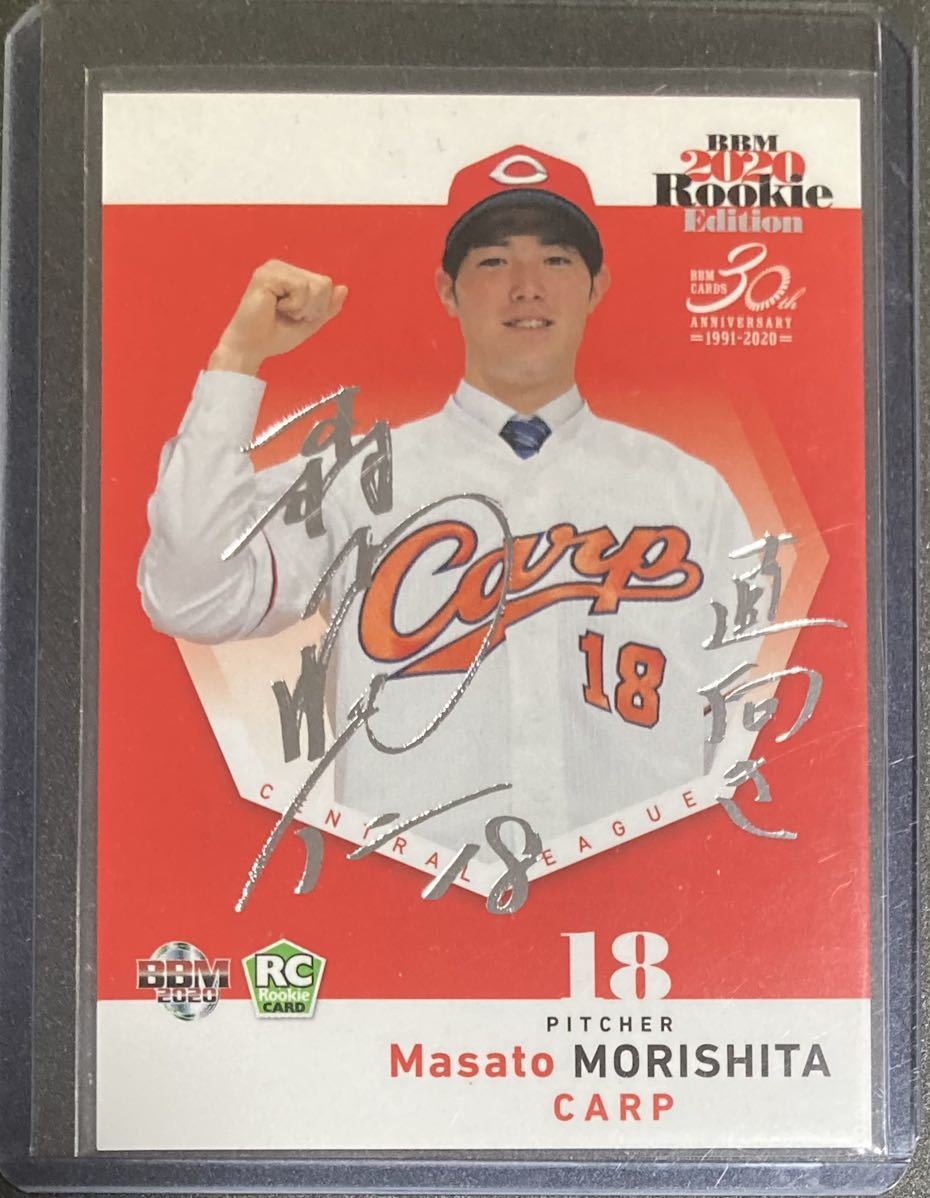 BBM
2020
Rookie
Edition
BBM
CARDS
30th
ANNIVERSARY
=1991-2020=
Carp
18
直向き
18
CENTRAL LEAGUE
BBM
2020
RC
Rookie
CARD
18
PITCHER
Masato MORISHITA
CARP